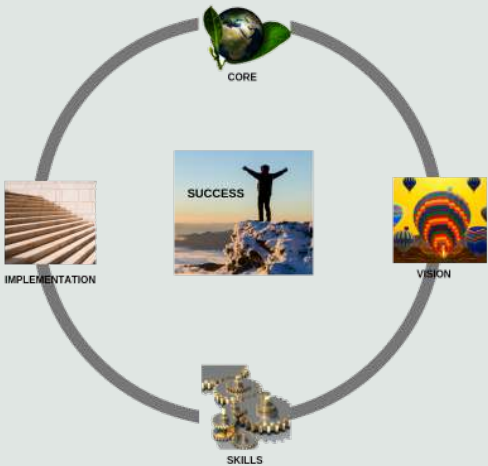 CORE
SUCCESS
IMPLEMENTATION
VISION
SKILLS